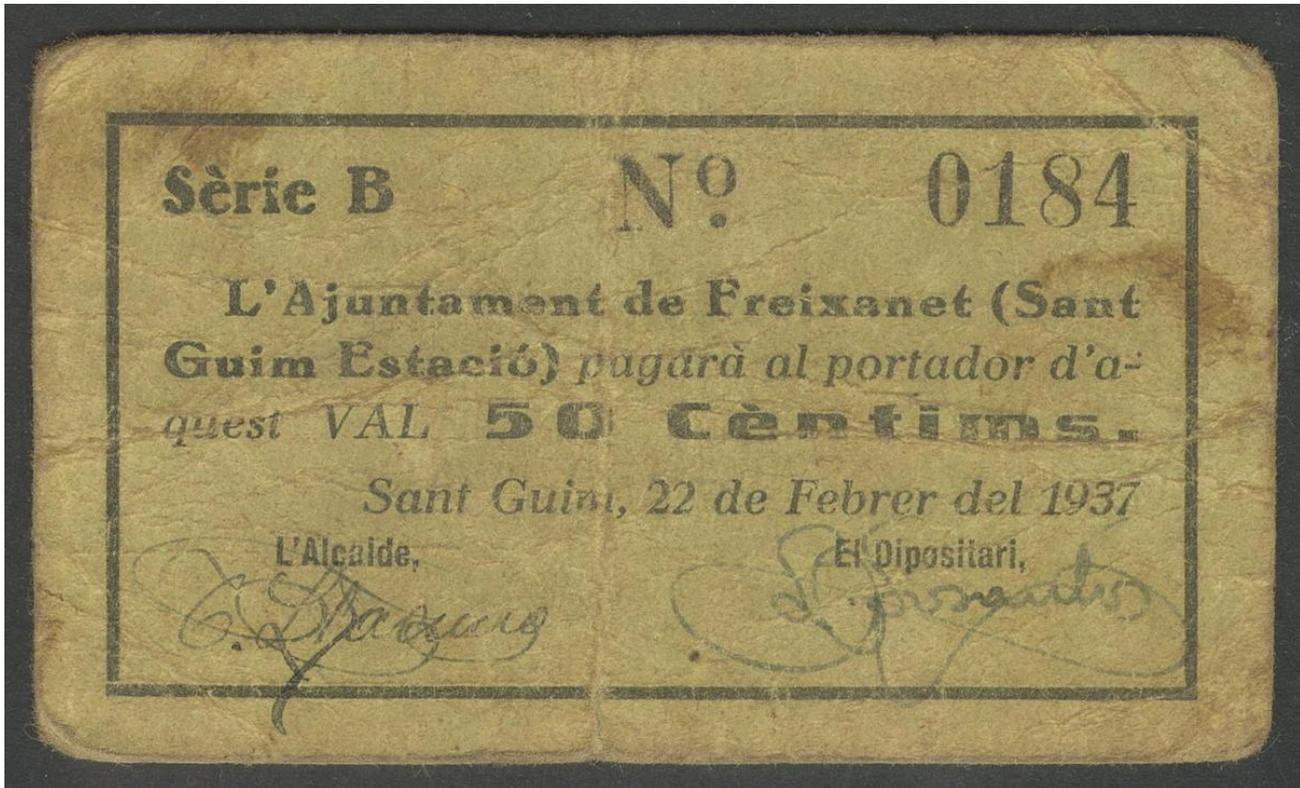 Sèrie B Nº. 0184
L'Ajuntament de Freixanet (Sant
Guim Estació) pagarà al portador d'a-
quest VAL 50 Cèntims.
Sant Guim, 22 de Febrer del 1937
L'Alcalde, El Dipositari,